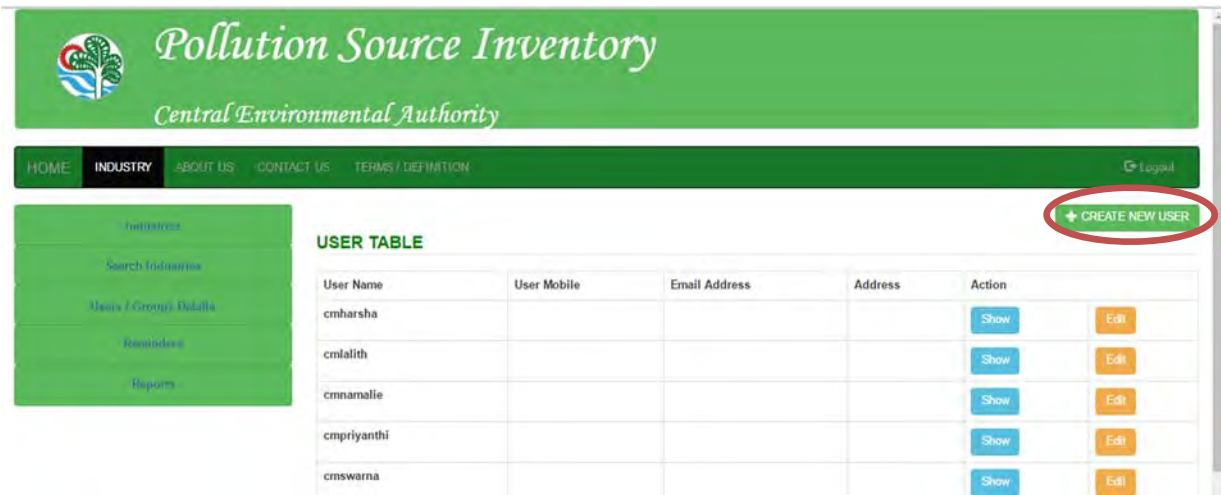 Pollution Source Inventory
Central Environmental Authority
HOME INDUSTRY ABOUT US CONTACT US TERMS / DEFINITION Logout
Industries
Search Industries
Users / Groups Details
Reminders
Reports
+ CREATE NEW USER
USER TABLE
User Name User Mobile Email Address Address Action
cmharsha Show Edit
cmlalith Show Edit
cmnamalie Show Edit
cmpriyanthi Show Edit
cmswarna Show Edit